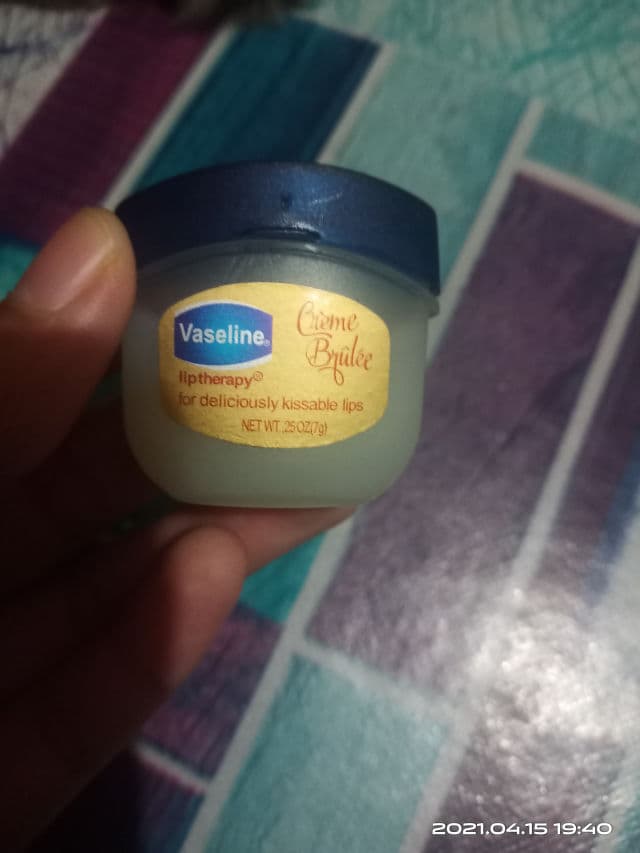 Vaseline®
Crème
Brûlée
liptherapy®
for deliciously kissable lips
NET WT .25 OZ(7g)
2021.04.15 19:40